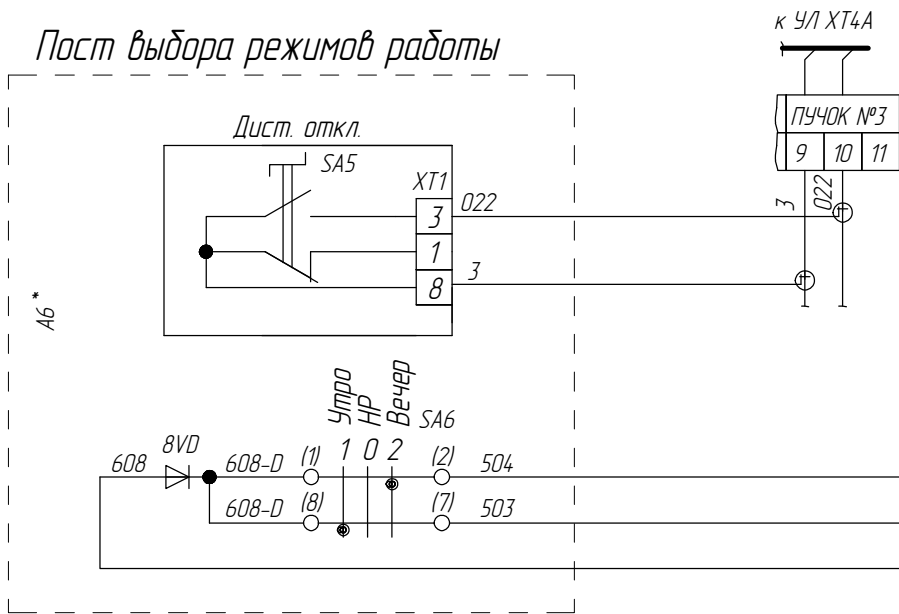 к УЛ ХТ4А
Пост выбора режимов работы
ПУЧОК №3
9 10 11
Дист. откл.
SA5
ХТ1
3 022
1
8 3
3 022
А6*
Утро НР Вечер SA6
1 0 2
608 8VD 608-D (1) (2) 504
608-D (8) (7) 503